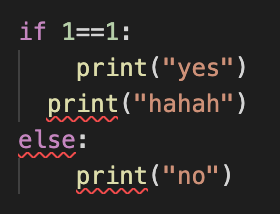 if 1==1:
    print("yes")
  print("hahah")
else:
    print("no")